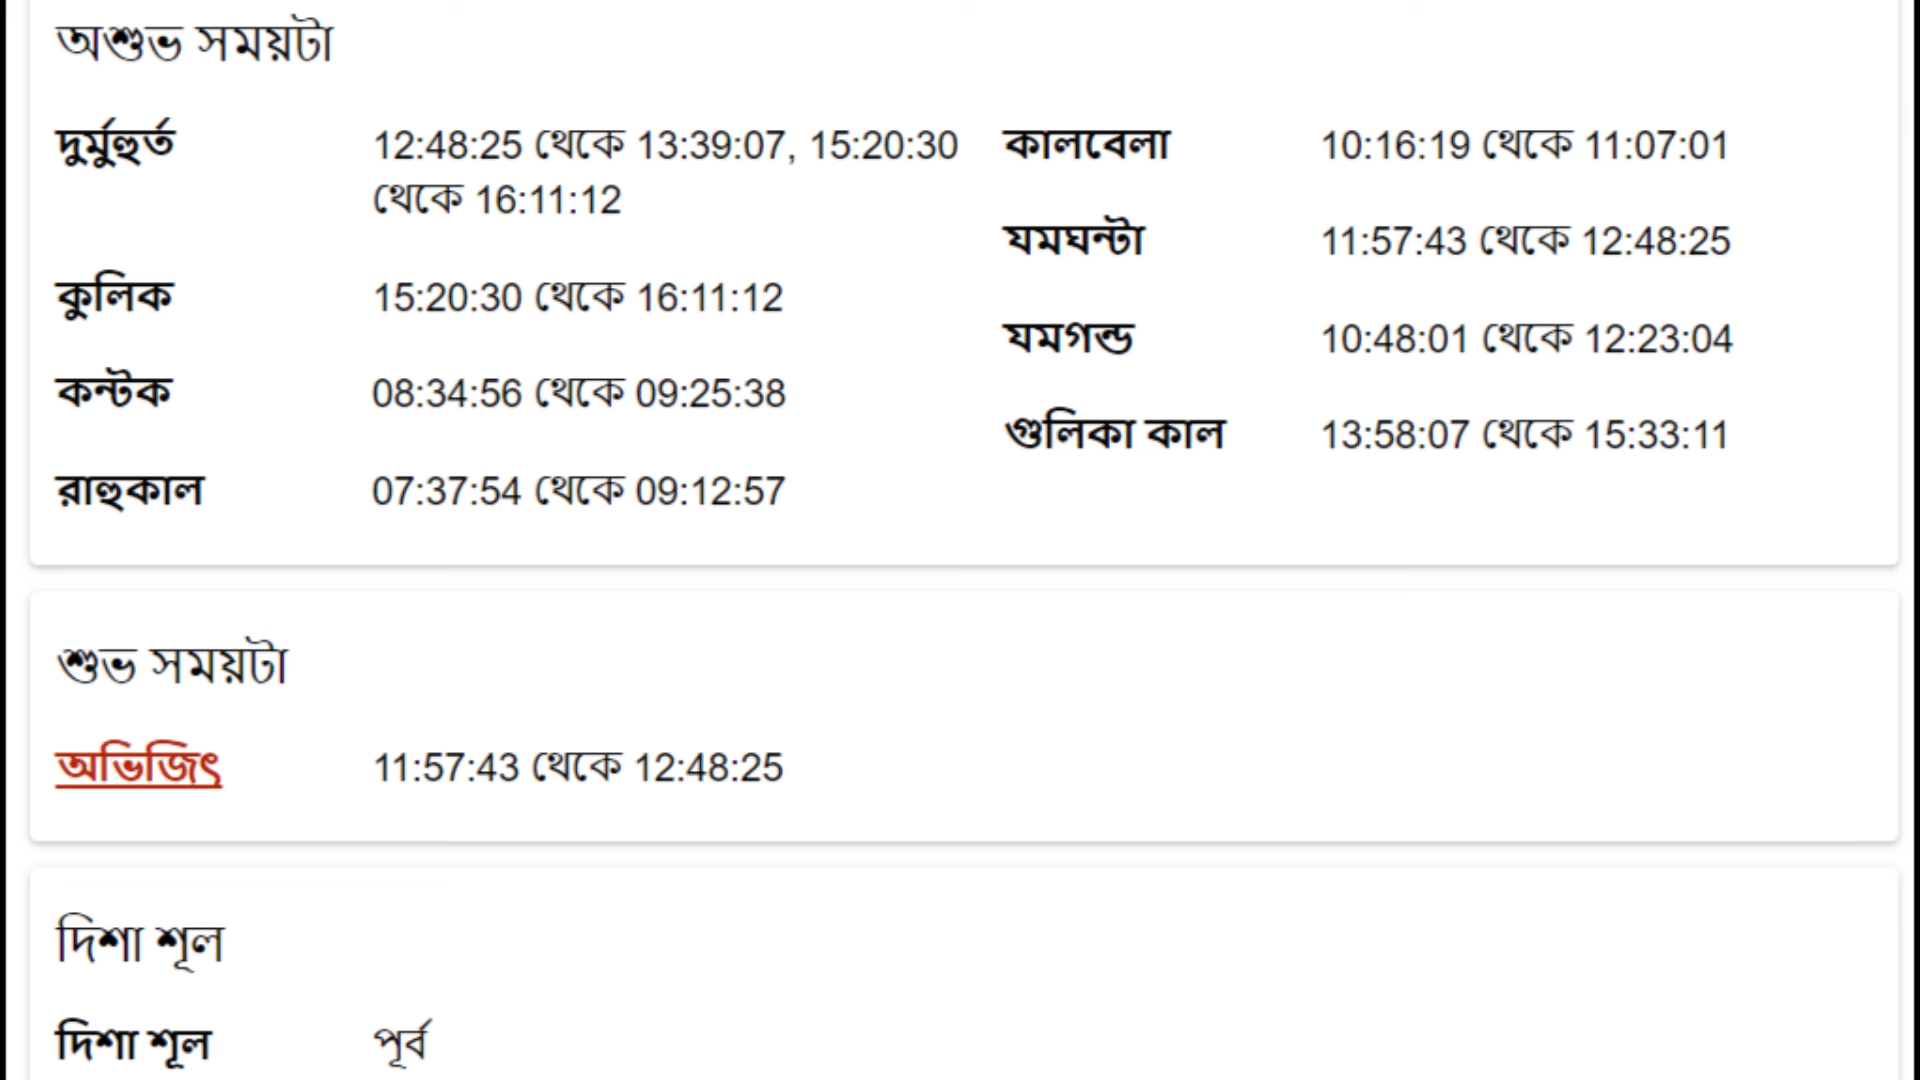 অশুভ সময়টা
দুর্মুহুর্ত 12:48:25 থেকে 13:39:07, 15:20:30
থেকে 16:11:12
কুলিক 15:20:30 থেকে 16:11:12
কন্টক 08:34:56 থেকে 09:25:38
রাহুকাল 07:37:54 থেকে 09:12:57
কালবেলা 10:16:19 থেকে 11:07:01
যমঘন্টা 11:57:43 থেকে 12:48:25
যমগন্ড 10:48:01 থেকে 12:23:04
গুলিকা কাল 13:58:07 থেকে 15:33:11
শুভ সময়টা
অভিজিৎ 11:57:43 থেকে 12:48:25
দিশা শূল
দিশা শূল পূর্ব